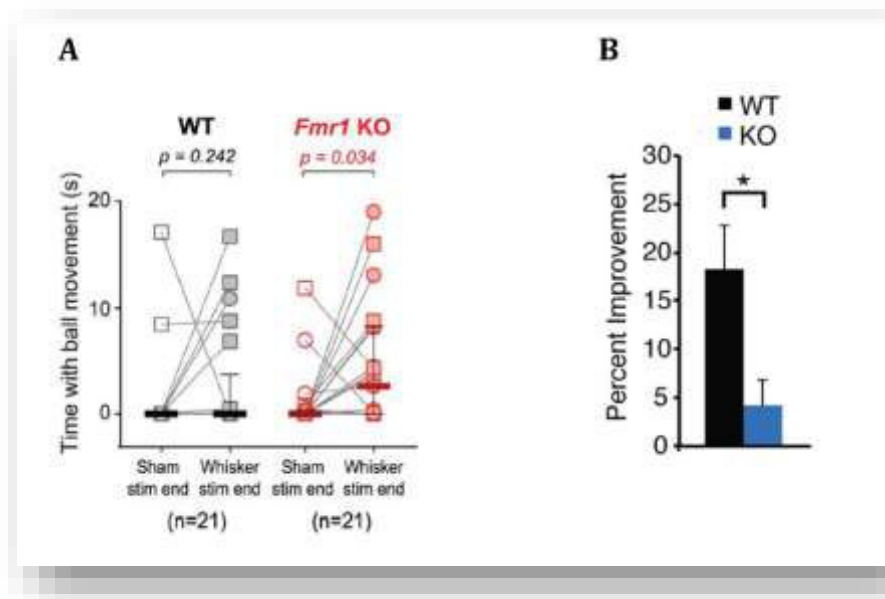 A
WT
Fmr1 KO
p = 0.242
p = 0.034
Time with ball movement (s)
20
10
0
Sham
stim end
Whisker
stim end
Sham
stim end
Whisker
stim end
(n=21)
(n=21)
B
WT
KO
Percent Improvement
30
25
20
15
10
5
0
*